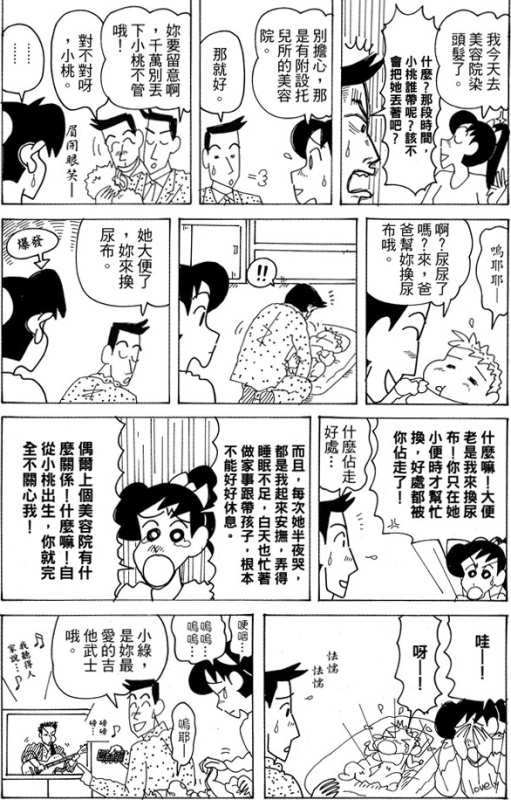 我今天去
美容院染
頭髮了。
什麼?那段時間,
小桃誰帶呢?該不
會把她丟著吧?
別擔心,那
是有附設托
兒所的美容
院。
那就好。
妳要留意啊
,千萬別丟
下小桃不管
哦!
對不對呀
,小桃。
眉開眼笑—
……
嗚耶耶—
啊?尿尿了
嗎?來,爸
爸幫妳換尿
布哦。
!!
她大便了
,妳來換
尿布。
爆發
什麼嘛!大便
老是我來換尿
布!你只在她
小便時才幫忙
換,好處都被
你佔走了!
什麼佔走
好處…
而且,每次她半夜哭,
都是我起來安撫,弄得
睡眠不足,白天也忙著
做家事跟帶孩子,根本
不能好好休息。
偶爾上個美容院有什
麼關係!什麼嘛!自
從小桃出生,你就完
全不關心我!
哇—!
呀—!
怯懦
怯懦
love
哽咽…
嗚嗚…
嗚嗚…
小綠,
是妳最
愛的吉
他武士
哦。
嗚耶
我聽得人
家說…